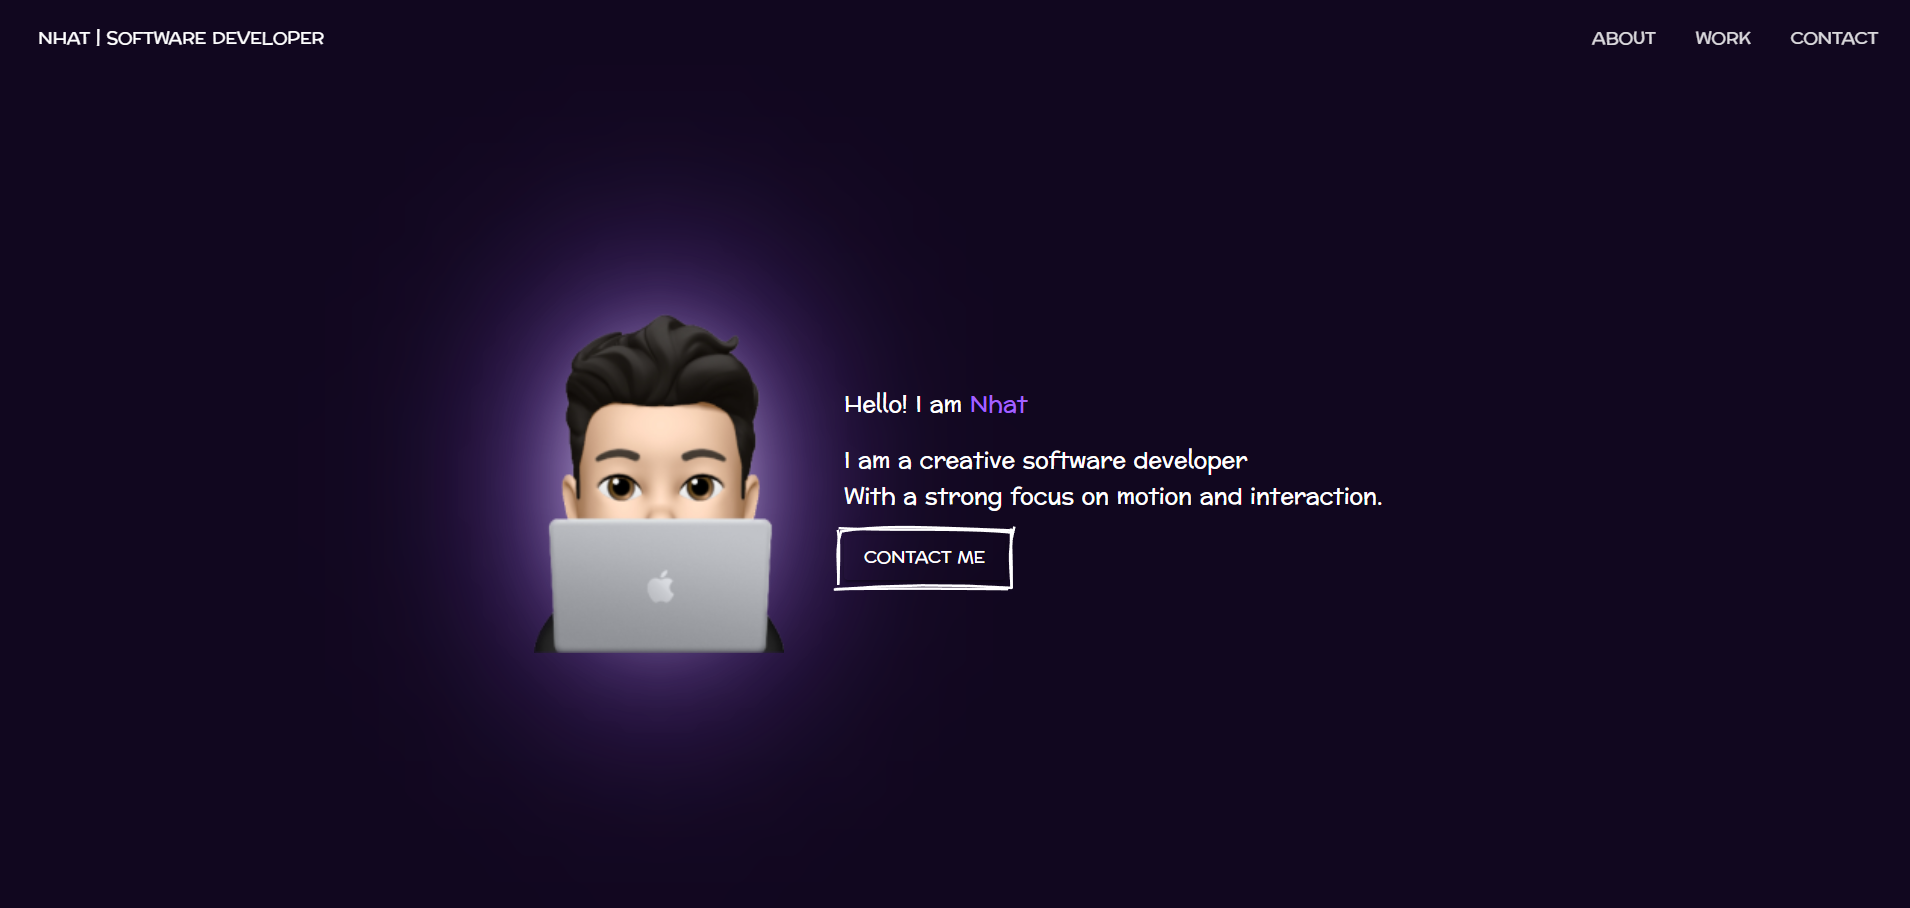 NHAT | SOFTWARE DEVELOPER
ABOUT WORK CONTACT
Hello! I am Nhat
I am a creative software developer
With a strong focus on motion and interaction.
CONTACT ME